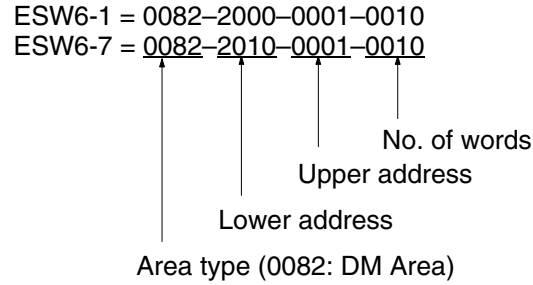 ESW6-1 = 0082–2000–0001–0010
ESW6-7 = 0082–2010–0001–0010
No. of words
Upper address
Lower address
Area type (0082: DM Area)